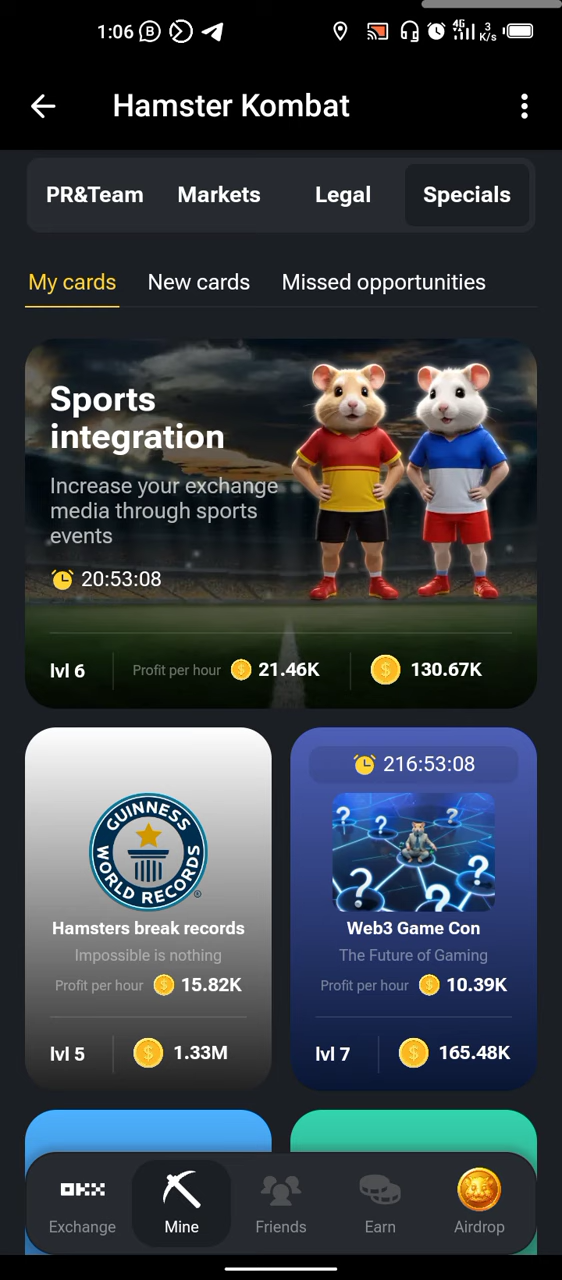 1:06
4G
3
K/s
Hamster Kombat
PR&Team Markets Legal Specials
My cards New cards Missed opportunities
Sports
integration
Increase your exchange
media through sports
events
20:53:08
lvl 6 Profit per hour 21.46K 130.67K
GUINNESS
WORLD RECORDS
®
Hamsters break records
Impossible is nothing
Profit per hour 15.82K
lvl 5 1.33M
216:53:08
? ? ? ? ? ?
Web3 Game Con
The Future of Gaming
Profit per hour 10.39K
lvl 7 165.48K
OKX
Exchange Mine Friends Earn Airdrop